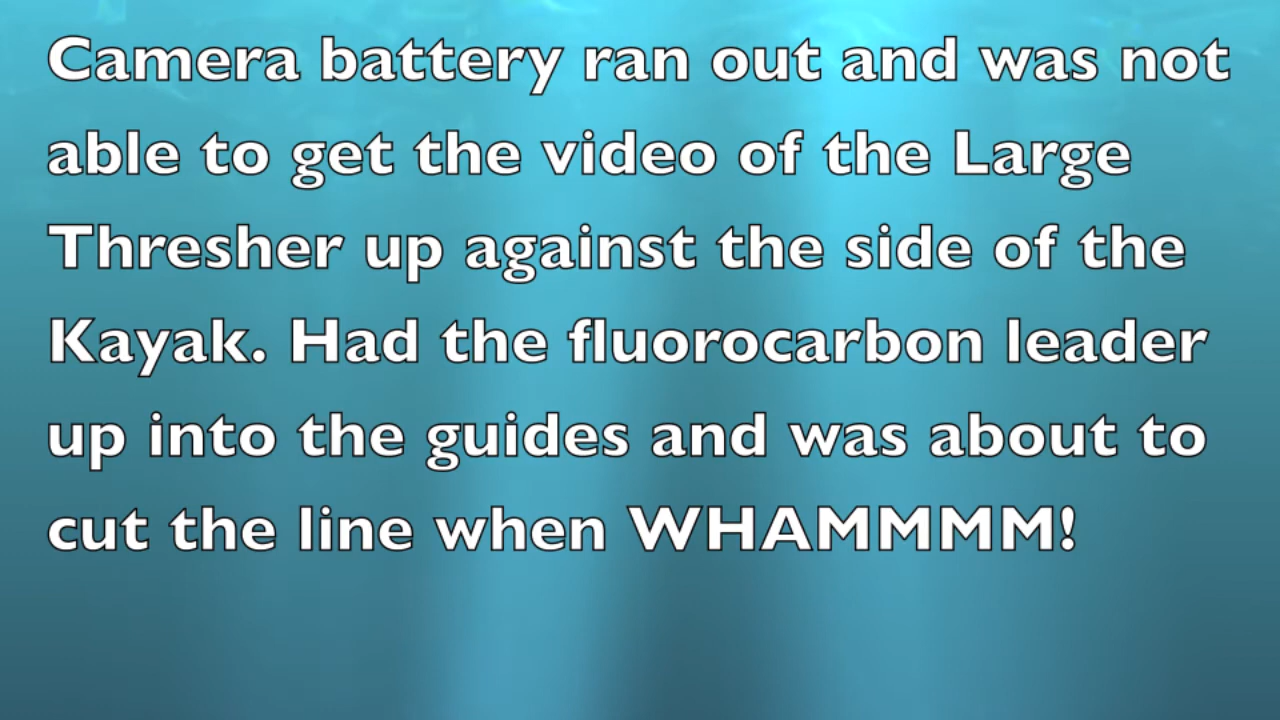 Camera battery ran out and was not
able to get the video of the Large
Thresher up against the side of the
Kayak. Had the fluorocarbon leader
up into the guides and was about to
cut the line when WHAMMMM!